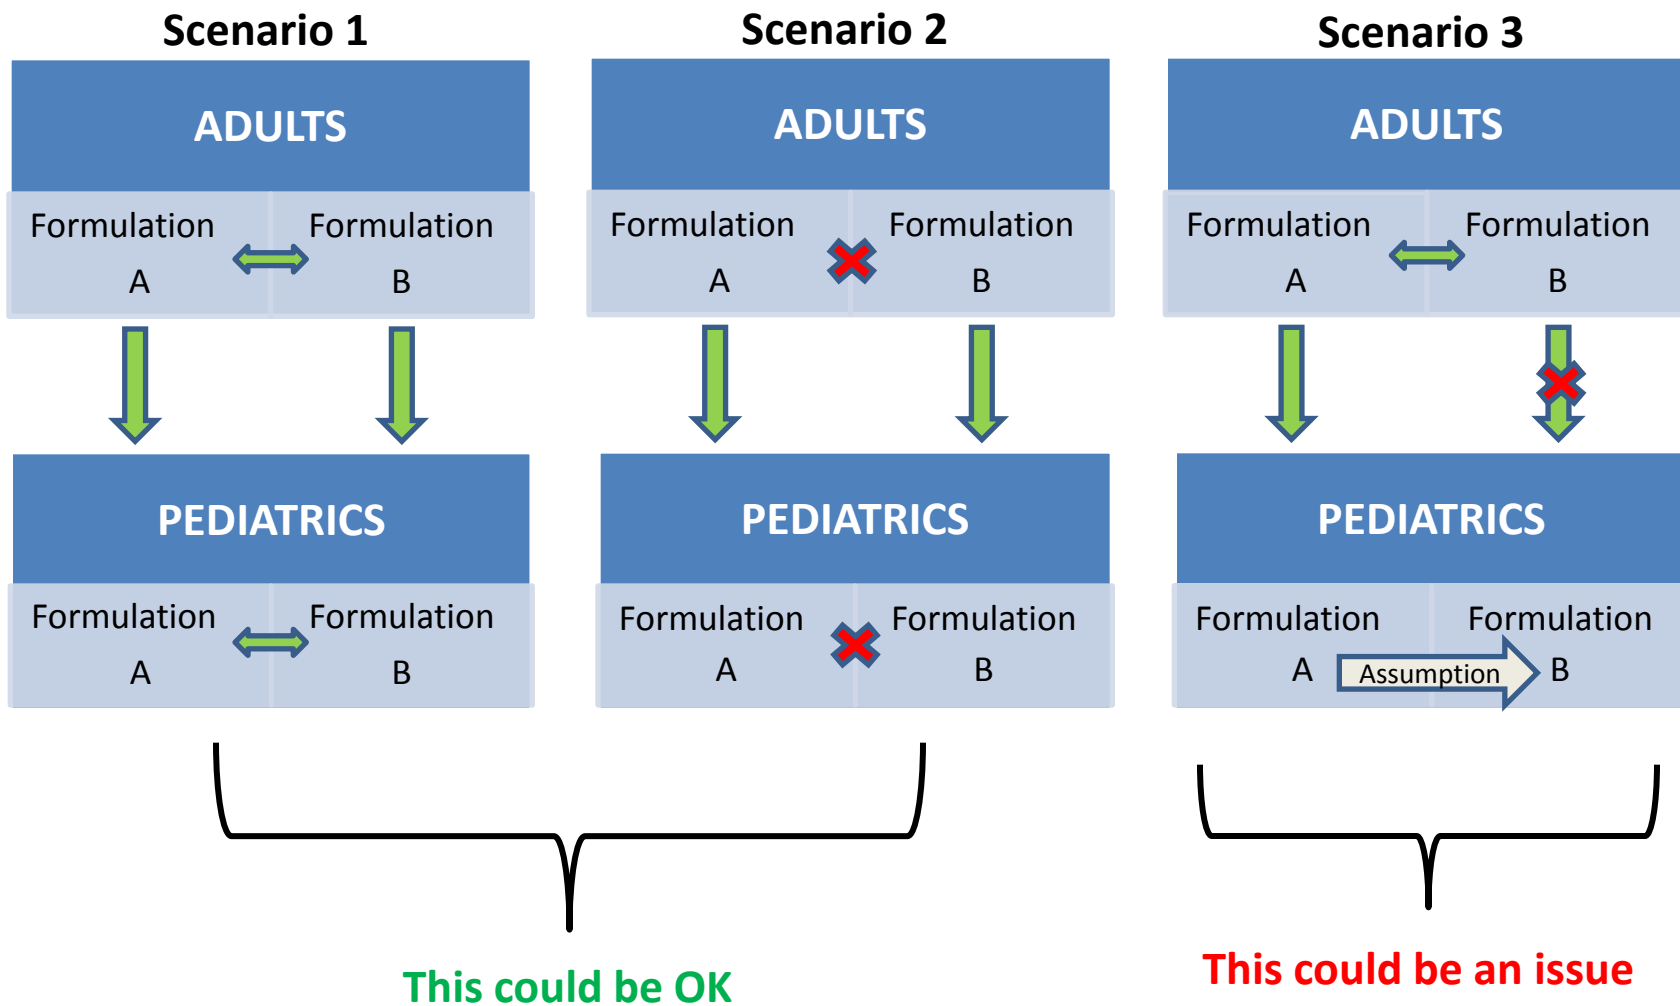 Scenario 1
ADULTS
Formulation
A
Formulation
B
PEDIATRICS
Formulation
A
Formulation
B
Scenario 2
ADULTS
Formulation
A
Formulation
B
PEDIATRICS
Formulation
A
Formulation
B
This could be OK
Scenario 3
ADULTS
Formulation
A
Formulation
B
PEDIATRICS
Formulation
A
Assumption
Formulation
B
This could be an issue